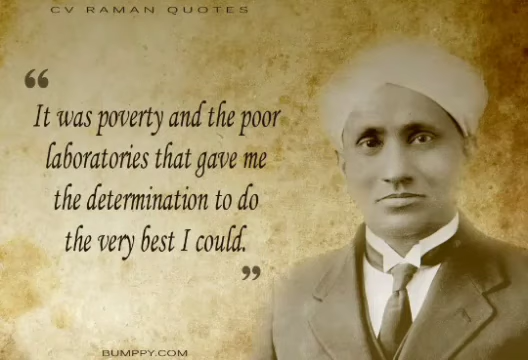 CV RAMAN QUOTES
“
It was poverty and the poor
laboratories that gave me
the determination to do
the very best I could.
”
BUMPPY.COM